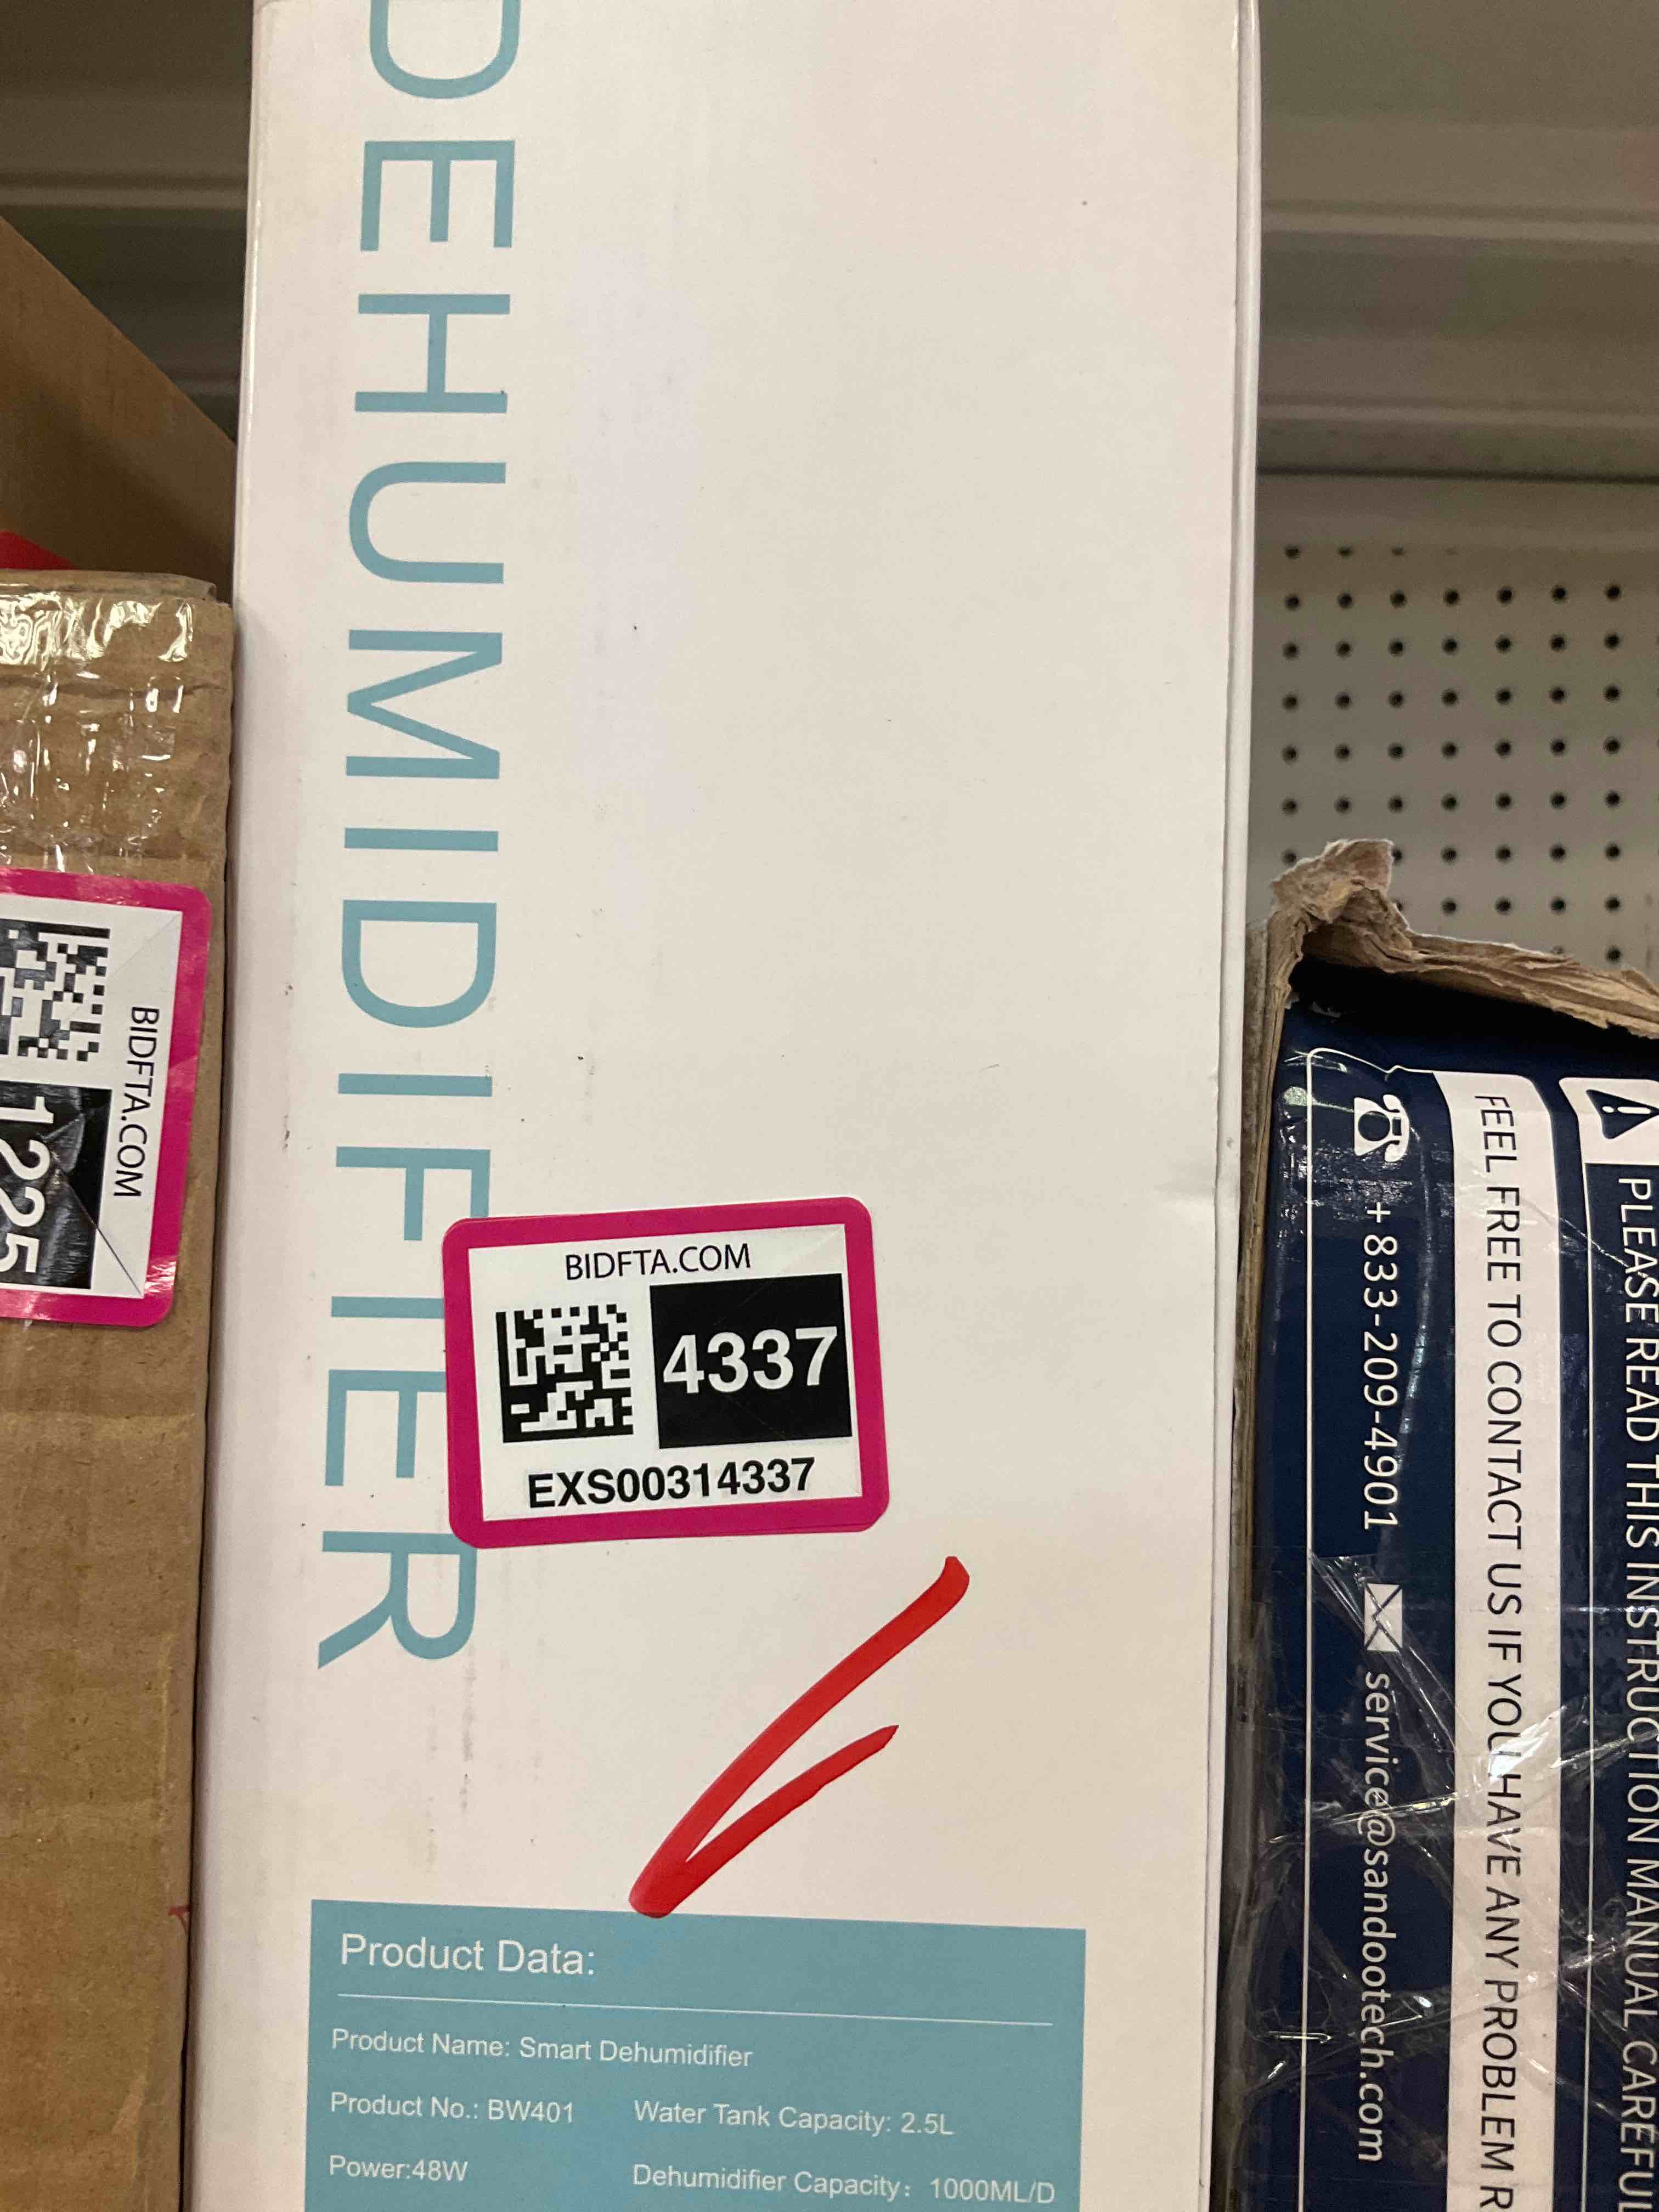 BIDFTA.COM
1225
DEHUMIDIFIER
BIDFTA.COM
4337
EXS00314337
Product Data:
Product Name: Smart Dehumidifier
Product No.: BW401 Water Tank Capacity: 2.5L
Power:48W Dehumidifier Capacity: 1000ML/D
PLEASE READ THIS INSTRUCTION MANUAL CAREFUL
FEEL FREE TO CONTACT US IF YOU HAVE ANY PROBLEM R
+833-209-4901 service@sandootech.com